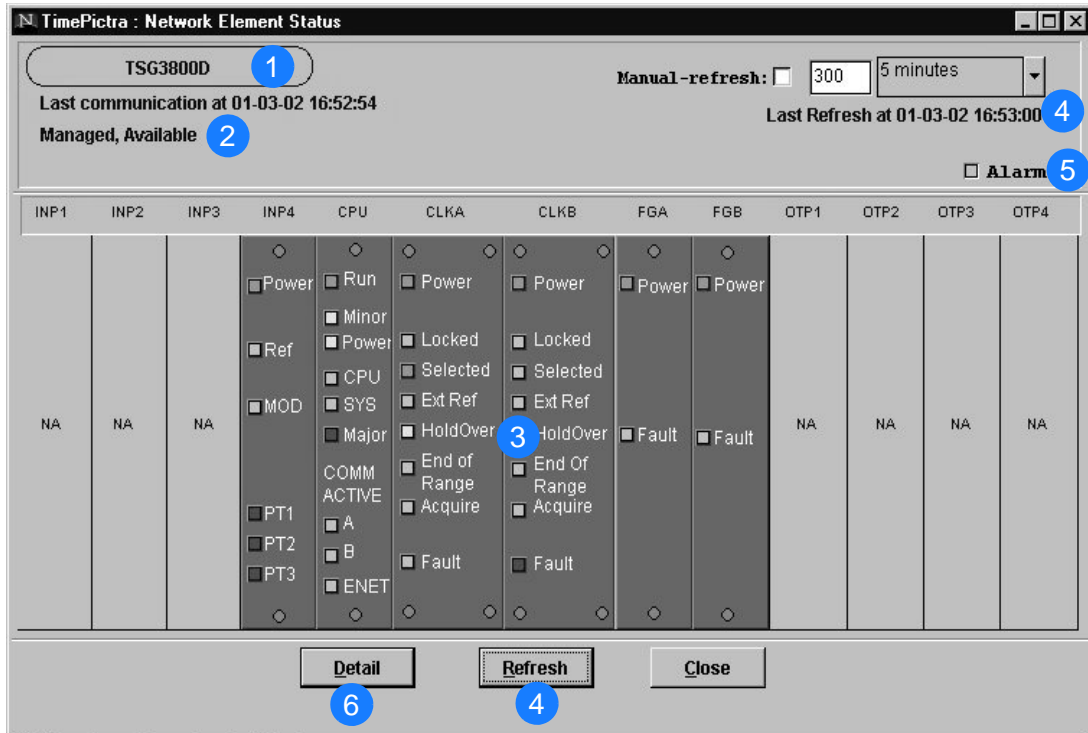 TimePictra : Network Element Status
TSG3800D 1
Manual-refresh: 300 5 minutes
Last communication at 01-03-02 16:52:54
Last Refresh at 01-03-02 16:53:00 4
Managed, Available 2
Alarm 5
INP1 INP2 INP3 INP4 CPU CLKA CLKB FGA FGB OTP1 OTP2 OTP3 OTP4
NA
NA
NA
Power
Ref
MOD
PT1
PT2
PT3
Run
Minor
Power
CPU
SYS
Major
COMM
ACTIVE
A
B
ENET
Power
Locked
Selected
Ext Ref
HoldOver
End of
Range
Acquire
Fault
3
Power
Locked
Selected
Ext Ref
HoldOver
End Of
Range
Acquire
Fault
Power
Fault
Power
Fault
NA
NA
NA
NA
Detail Refresh Close
6 4